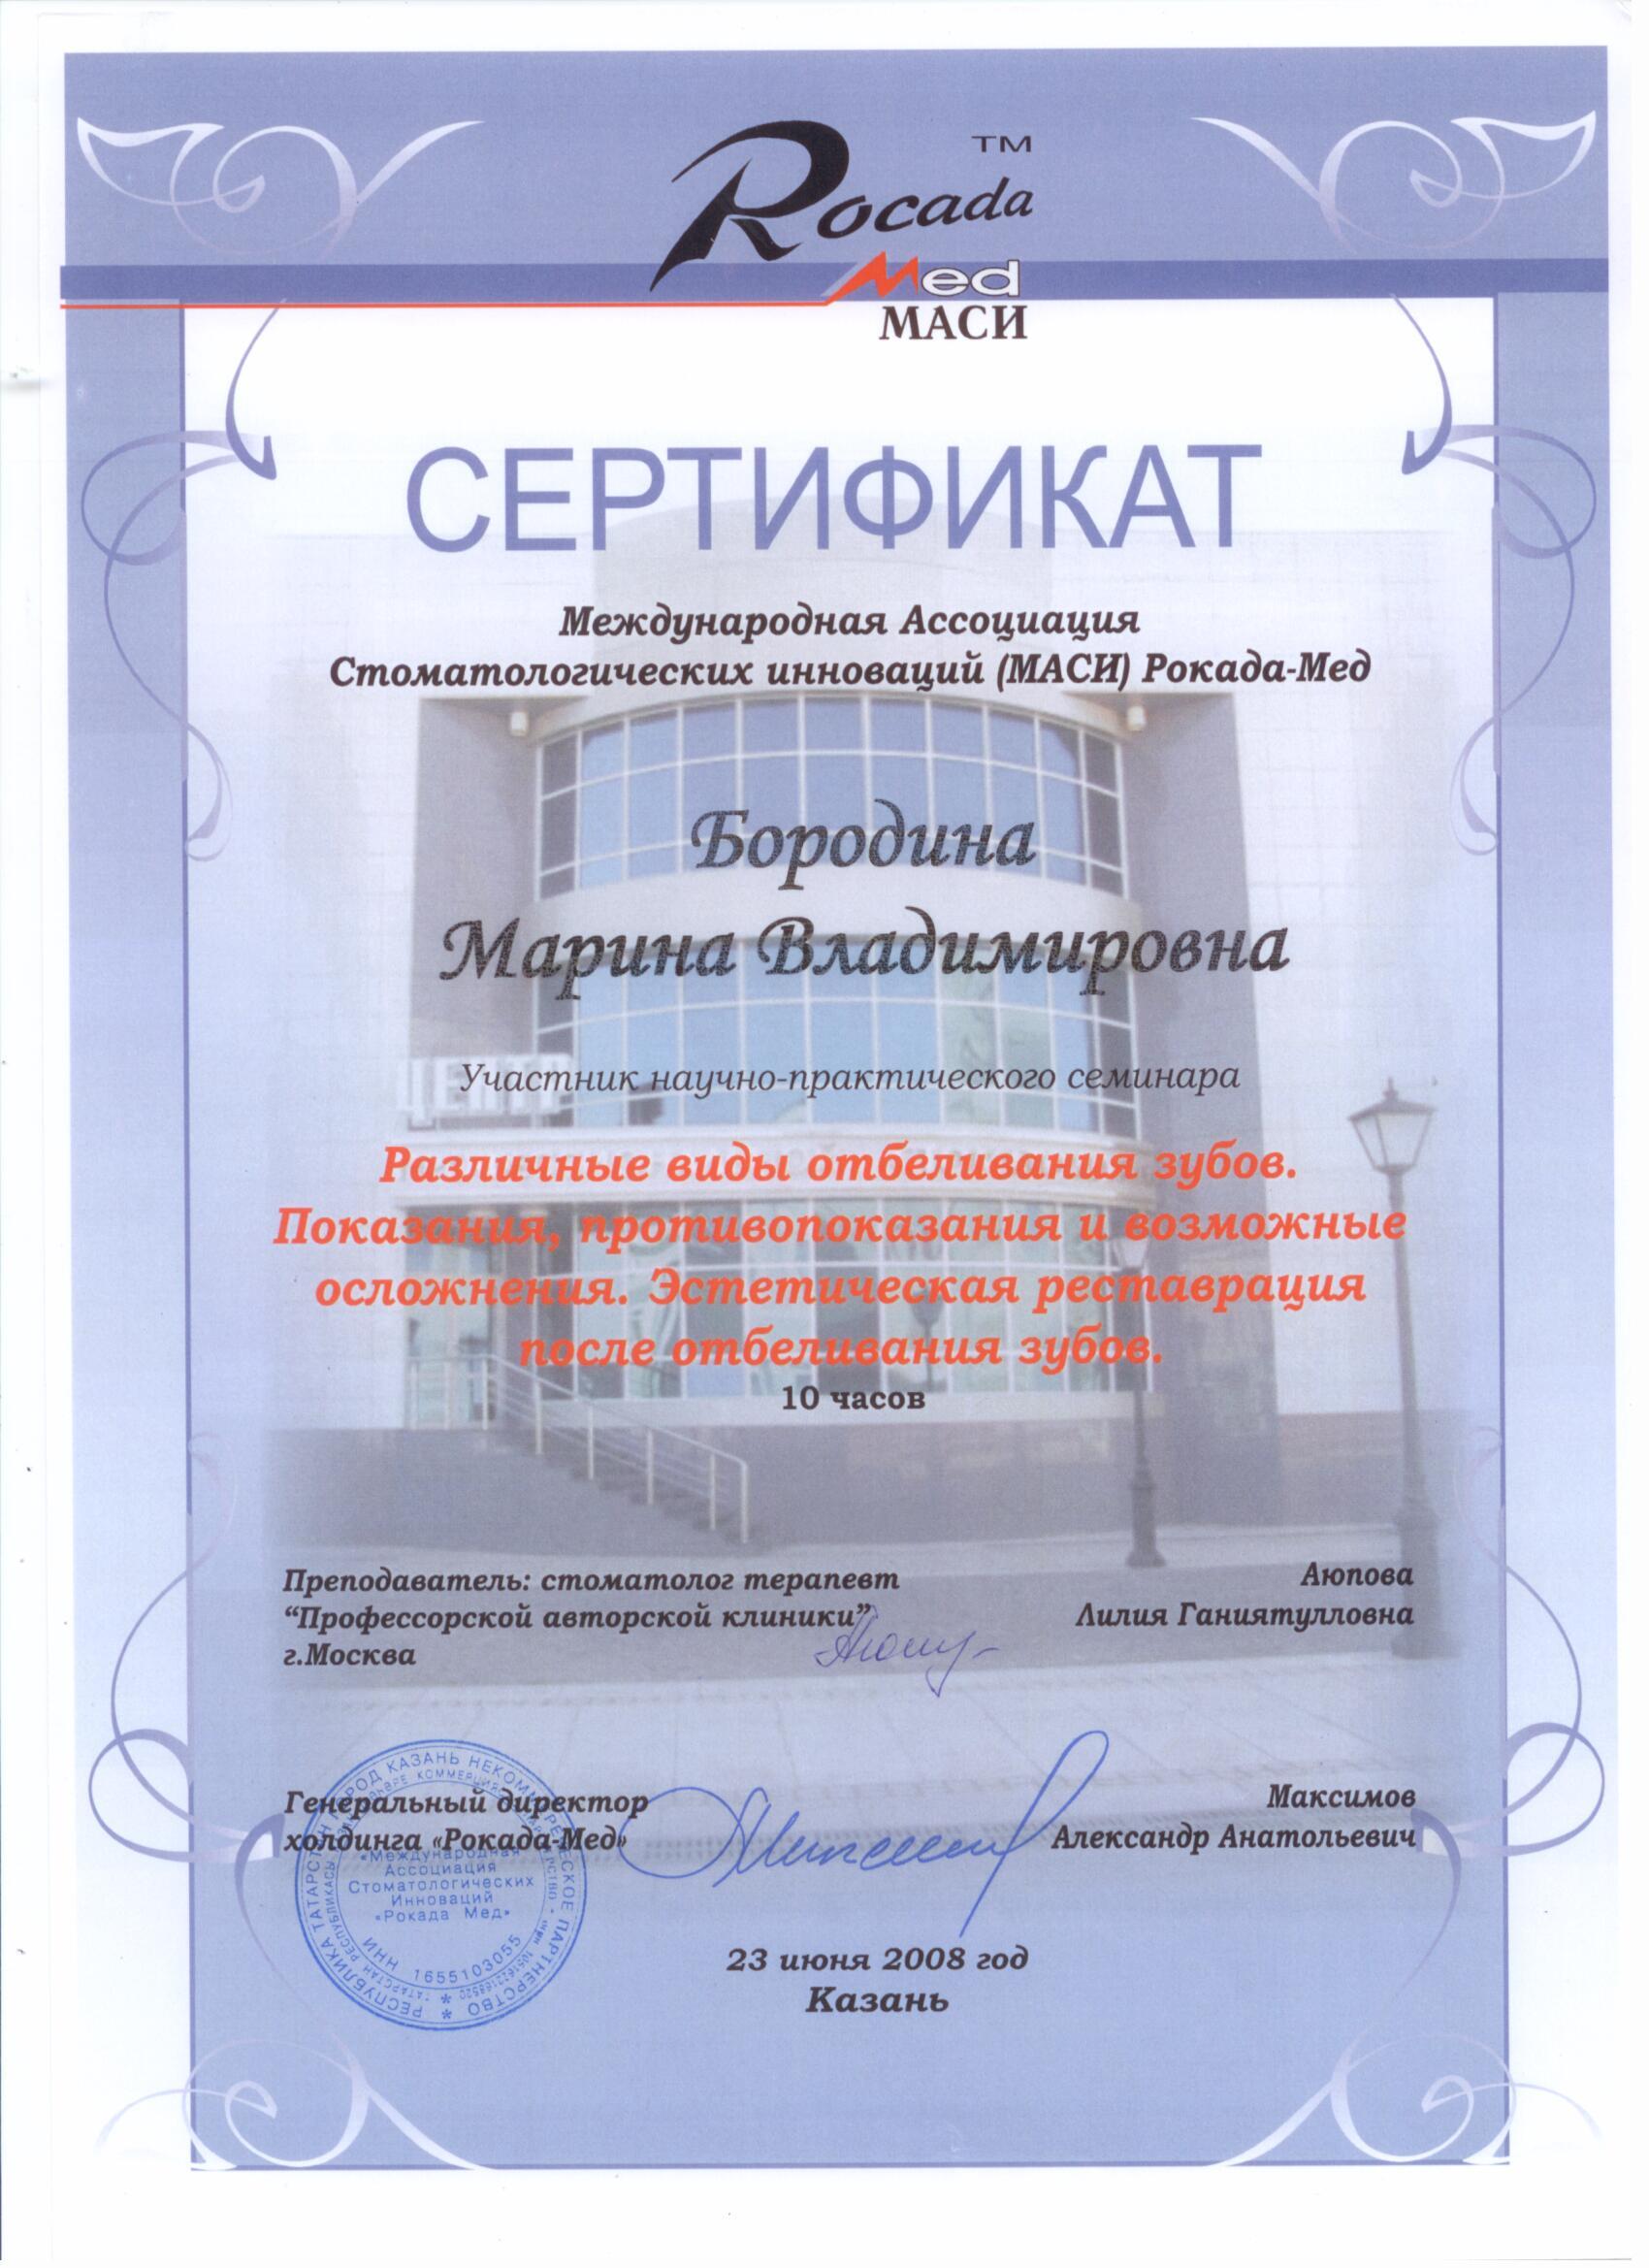 Rocada TM
Med
МАСИ
СЕРТИФИКАТ
Международная Ассоциация
Стоматологических инноваций (МАСИ) Рокада-Мед
Бородина
Марина Владимировна
ЦЕНТР
Участник научно-практического семинара
Различные виды отбеливания зубов.
Показания, противопоказания и возможные
осложнения. Эстетическая реставрация
после отбеливания зубов.
10 часов
Преподаватель: стоматолог терапевт
“Профессорской авторской клиники”
г.Москва
Аюпова
Лилия Ганиятулловна
Генеральный директор
холдинга «Рокада-Мед»
Максимов
Александр Анатольевич
РЕСПУБЛИКА ТАТАРСТАН ГОРОД КАЗАНЬ НЕКОММЕРЧЕСКОЕ ПАРТНЕРСТВО
«Международная
Ассоциация
Стоматологических
Инноваций
«Рокада Мед»
ИНН 1655103055
23 июня 2008 год
Казань